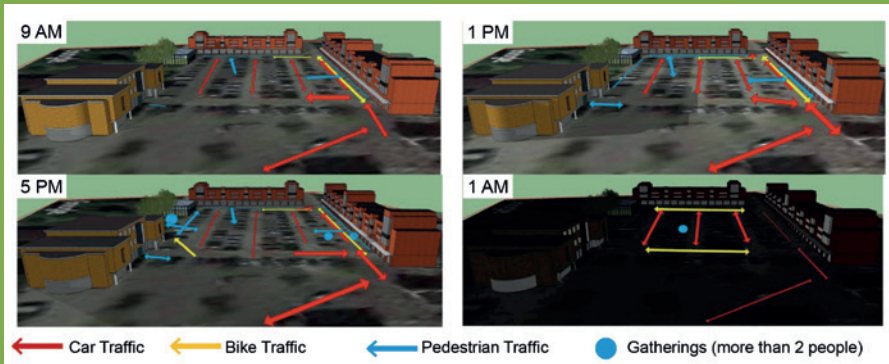 9 AM
1 PM
5 PM
1 AM
Car Traffic
Bike Traffic
Pedestrian Traffic
Gatherings (more than 2 people)